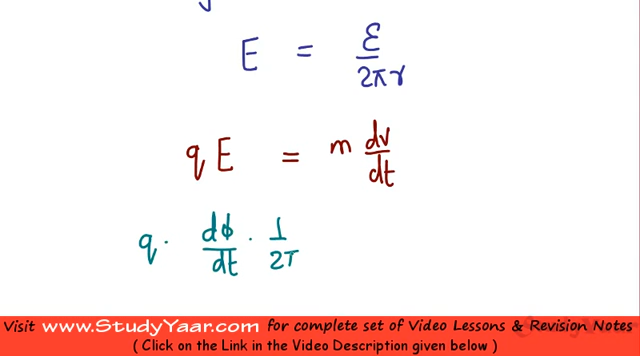 E = ε/2πr
qE = m dv/dt
q · dϕ/dt · 1/2π
Visit www.StudyYaar.com for complete set of Video Lessons & Revision Notes
( Click on the Link in the Video Description given below )